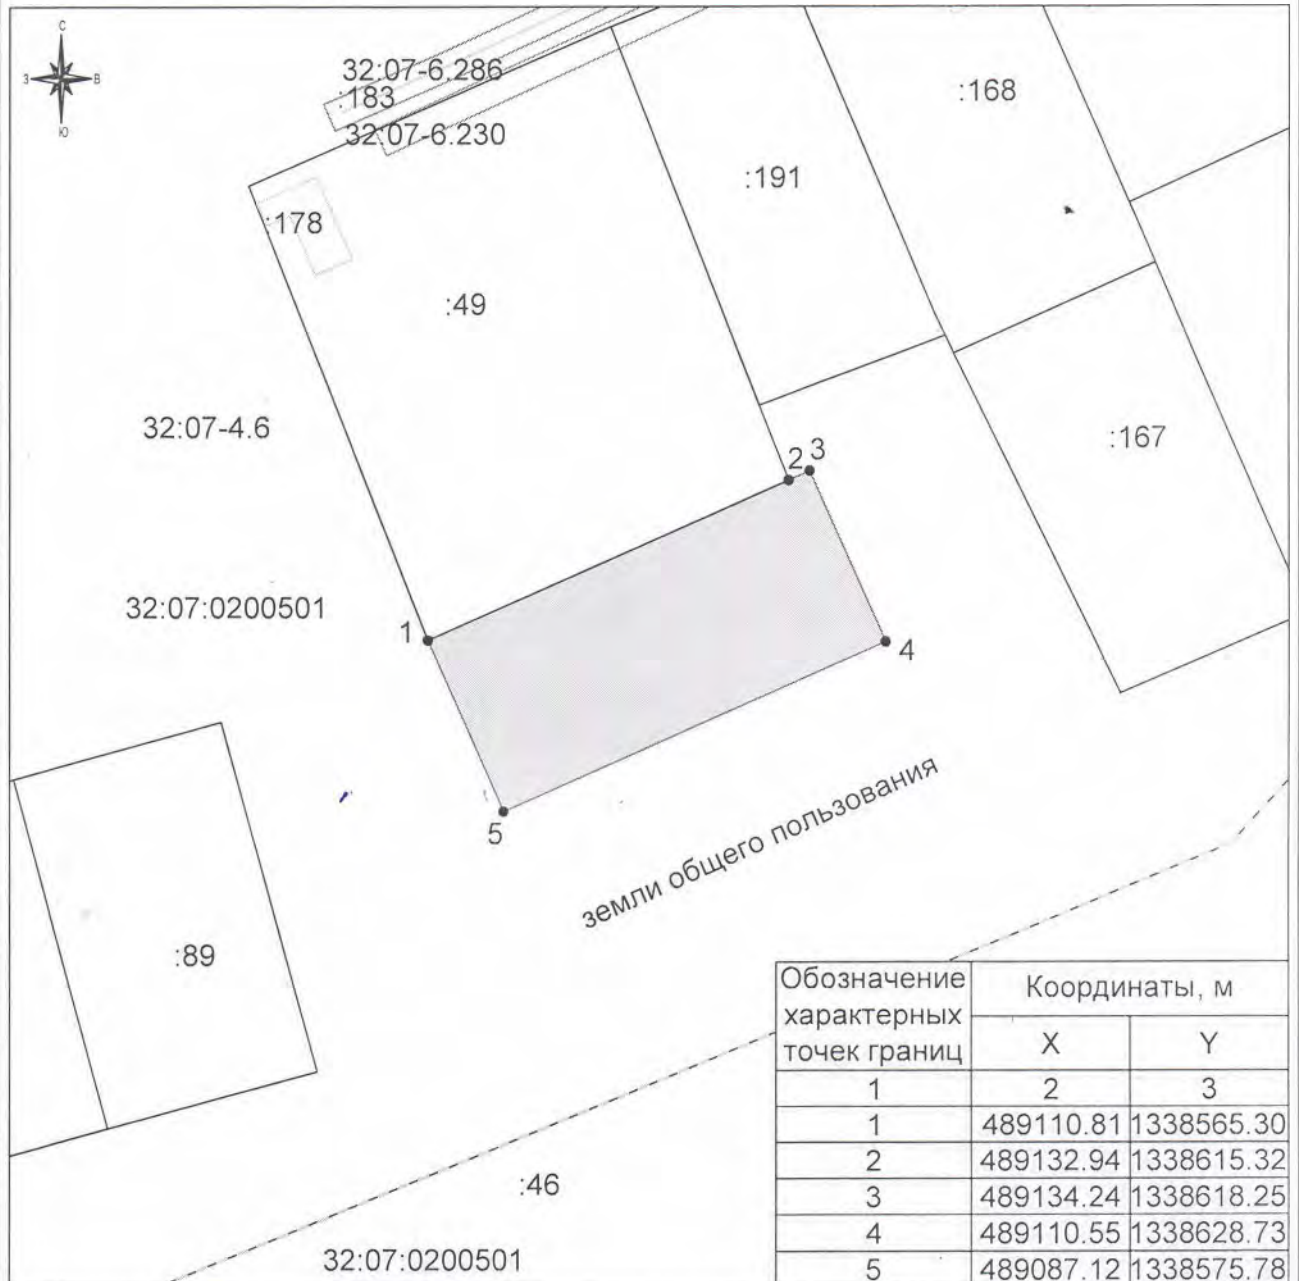 С
З
В
Ю
32:07-6.286
:183
32:07-6.230
:168
:191
:178
:49
32:07-4.6
:167
2
3
32:07:0200501
1
4
5
земли общего пользования
:89
:46
32:07:0200501
Обозначение характерных точек границ
Координаты, м
X
Y
1 2 3
1 489110.81 1338565.30
2 489132.94 1338615.32
3 489134.24 1338618.25
4 489110.55 1338628.73
5 489087.12 1338575.78